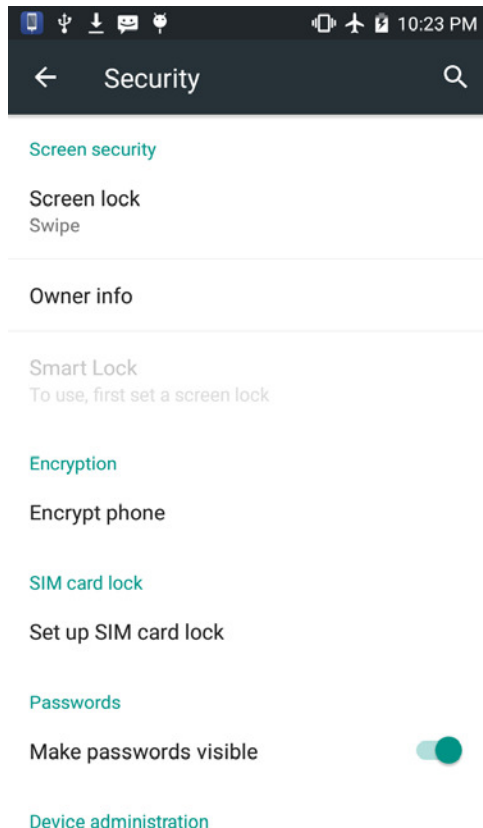 10:23 PM
Security
Screen security
Screen lock
Swipe
Owner info
Smart Lock
To use, first set a screen lock
Encryption
Encrypt phone
SIM card lock
Set up SIM card lock
Passwords
Make passwords visible
Device administration